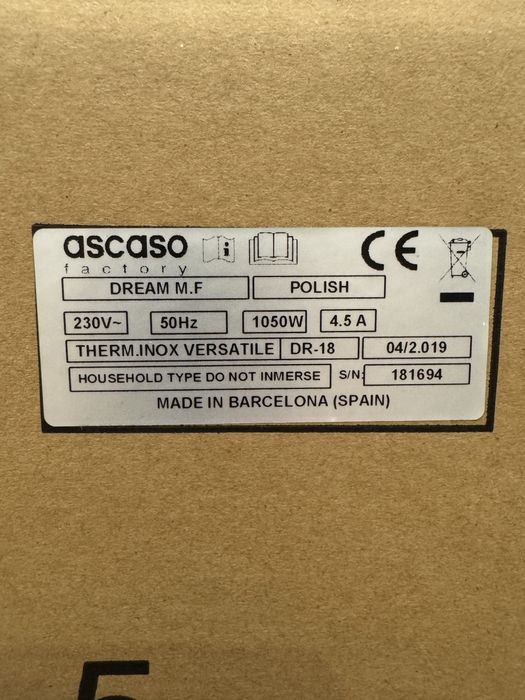 ascaso
factory
DREAM M.F POLISH
230V~ 50Hz 1050W 4.5 A
THERM.INOX VERSATILE DR-18 04/2.019
HOUSEHOLD TYPE DO NOT INMERSE S/N: 181694
MADE IN BARCELONA (SPAIN)
5